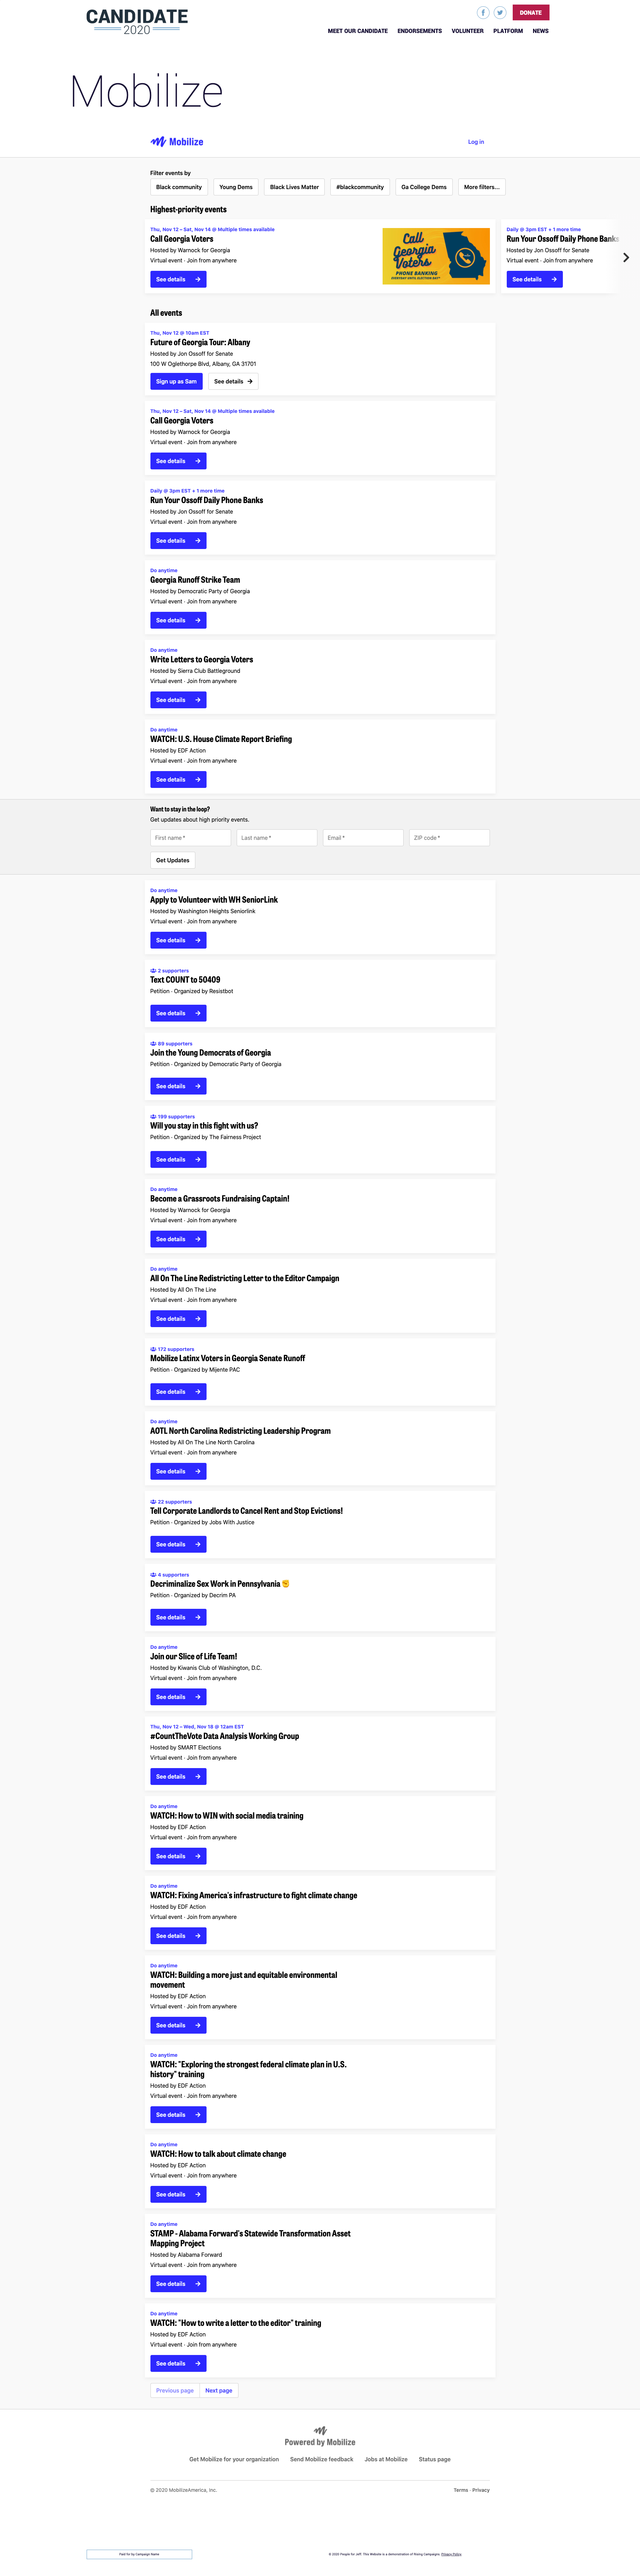 CANDIDATE
2020
DONATE
MEET OUR CANDIDATE ENDORSEMENTS VOLUNTEER PLATFORM NEWS
Mobilize
Mobilize
Log in
Filter events by
Black community Young Dems Black Lives Matter #blackcommunity Ga College Dems More filters...
Highest-priority events
Thu, Nov 12 – Sat, Nov 14 @ Multiple times available
Call Georgia Voters
Hosted by Warnock for Georgia
Virtual event · Join from anywhere
See details
Call Georgia Voters
PHONE BANKING
Daily @ 3pm EST + 1 more time
Run Your Ossoff Daily Phone Banks
Hosted by Jon Ossoff for Senate
Virtual event · Join from anywhere
See details
All events
Thu, Nov 12 @ 10am EST
Future of Georgia Tour: Albany
Hosted by Jon Ossoff for Senate
100 W Oglethorpe Blvd, Albany, GA 31701
Sign up as Sam See details
Thu, Nov 12 – Sat, Nov 14 @ Multiple times available
Call Georgia Voters
Hosted by Warnock for Georgia
Virtual event · Join from anywhere
See details
Daily @ 3pm EST + 1 more time
Run Your Ossoff Daily Phone Banks
Hosted by Jon Ossoff for Senate
Virtual event · Join from anywhere
See details
Do anytime
Georgia Runoff Strike Team
Hosted by Democratic Party of Georgia
Virtual event · Join from anywhere
See details
Do anytime
Write Letters to Georgia Voters
Hosted by Sierra Club Battleground
Virtual event · Join from anywhere
See details
Do anytime
WATCH: U.S. House Climate Report Briefing
Hosted by EDF Action
Virtual event · Join from anywhere
See details
Want to stay in the loop?
Get updates about high priority events.
First name * Last name * Email * ZIP code *
Get Updates
Do anytime
Apply to Volunteer with WH SeniorLink
Hosted by Washington Heights Seniorlink
Virtual event · Join from anywhere
See details
2 supporters
Text COUNT to 50409
Petition · Organized by Resistbot
See details
89 supporters
Join the Young Democrats of Georgia
Petition · Organized by Democratic Party of Georgia
See details
199 supporters
Will you stay in this fight with us?
Petition · Organized by The Fairness Project
See details
Do anytime
Become a Grassroots Fundraising Captain!
Hosted by Warnock for Georgia
Virtual event · Join from anywhere
See details
Do anytime
All On The Line Redistricting Letter to the Editor Campaign
Hosted by All On The Line
Virtual event · Join from anywhere
See details
172 supporters
Mobilize Latinx Voters in Georgia Senate Runoff
Petition · Organized by Mijente PAC
See details
Do anytime
AOTL North Carolina Redistricting Leadership Program
Hosted by All On The Line North Carolina
Virtual event · Join from anywhere
See details
22 supporters
Tell Corporate Landlords to Cancel Rent and Stop Evictions!
Petition · Organized by Jobs With Justice
See details
4 supporters
Decriminalize Sex Work in Pennsylvania ✊
Petition · Organized by Decrim PA
See details
Do anytime
Join our Slice of Life Team!
Hosted by Kiwanis Club of Washington, D.C.
Virtual event · Join from anywhere
See details
Thu, Nov 12 – Wed, Nov 18 @ 12am EST
#CountTheVote Data Analysis Working Group
Hosted by SMART Elections
Virtual event · Join from anywhere
See details
Do anytime
WATCH: How to WIN with social media training
Hosted by EDF Action
Virtual event · Join from anywhere
See details
Do anytime
WATCH: Fixing America's infrastructure to fight climate change
Hosted by EDF Action
Virtual event · Join from anywhere
See details
Do anytime
WATCH: Building a more just and equitable environmental
movement
Hosted by EDF Action
Virtual event · Join from anywhere
See details
Do anytime
WATCH: "Exploring the strongest federal climate plan in U.S.
history" training
Hosted by EDF Action
Virtual event · Join from anywhere
See details
Do anytime
WATCH: How to talk about climate change
Hosted by EDF Action
Virtual event · Join from anywhere
See details
Do anytime
STAMP - Alabama Forward's Statewide Transformation Asset
Mapping Project
Hosted by Alabama Forward
Virtual event · Join from anywhere
See details
Do anytime
WATCH: "How to write a letter to the editor" training
Hosted by EDF Action
Virtual event · Join from anywhere
See details
Previous page Next page
Powered by Mobilize
Get Mobilize for your organization Send Mobilize feedback Jobs at Mobilize Status page
© 2020 MobilizeAmerica, Inc. Terms · Privacy
Paid for by Campaign Name